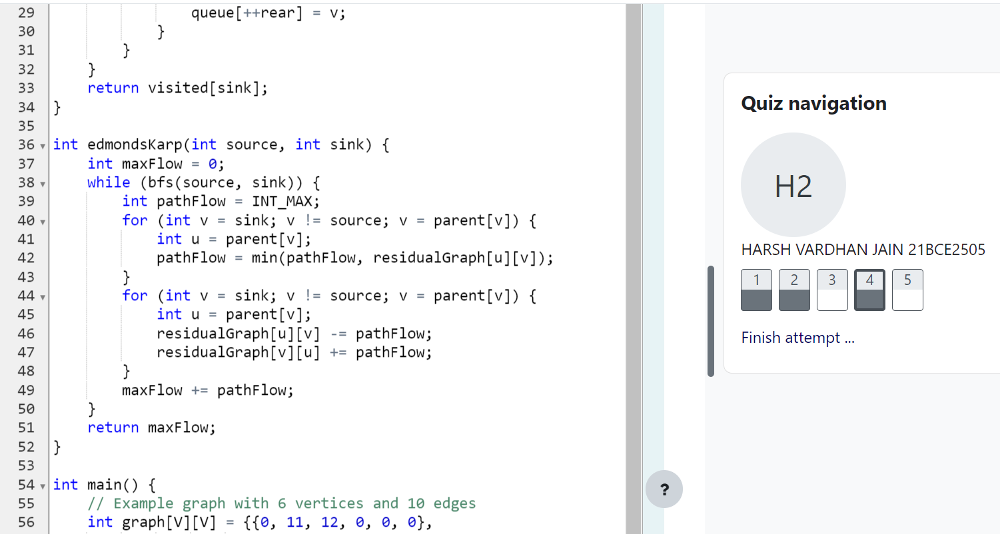 29 queue[++rear] = v;
30 }
31 }
32 }
33 return visited[sink];
34 }
35
36 int edmondsKarp(int source, int sink) {
37 int maxFlow = 0;
38 while (bfs(source, sink)) {
39 int pathFlow = INT_MAX;
40 for (int v = sink; v != source; v = parent[v]) {
41 int u = parent[v];
42 pathFlow = min(pathFlow, residualGraph[u][v]);
43 }
44 for (int v = sink; v != source; v = parent[v]) {
45 int u = parent[v];
46 residualGraph[u][v] -= pathFlow;
47 residualGraph[v][u] += pathFlow;
48 }
49 maxFlow += pathFlow;
50 }
51 return maxFlow;
52 }
53
54 int main() {
55 // Example graph with 6 vertices and 10 edges
56 int graph[V][V] = {{0, 11, 12, 0, 0, 0},
?
Quiz navigation
H2
HARSH VARDHAN JAIN 21BCE2505
1 2 3 4 5
Finish attempt ...